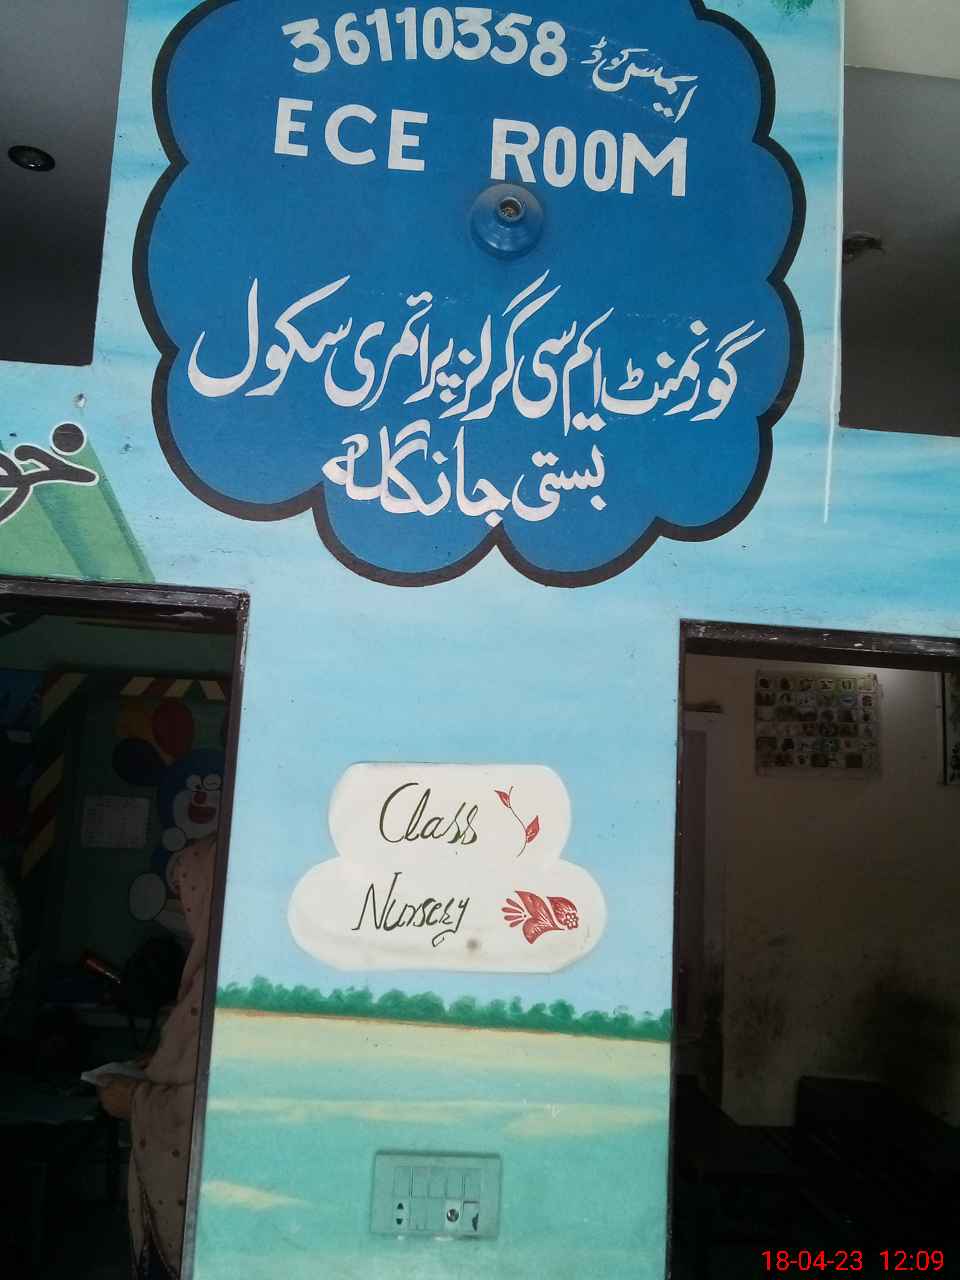 36110358 ایمس کوڈ
ECE ROOM
گورنمنٹ ایم سی گرلز پرائمری سکول
بستی جانگلہ
خو
Class
Nursery
18-04-23 12:09